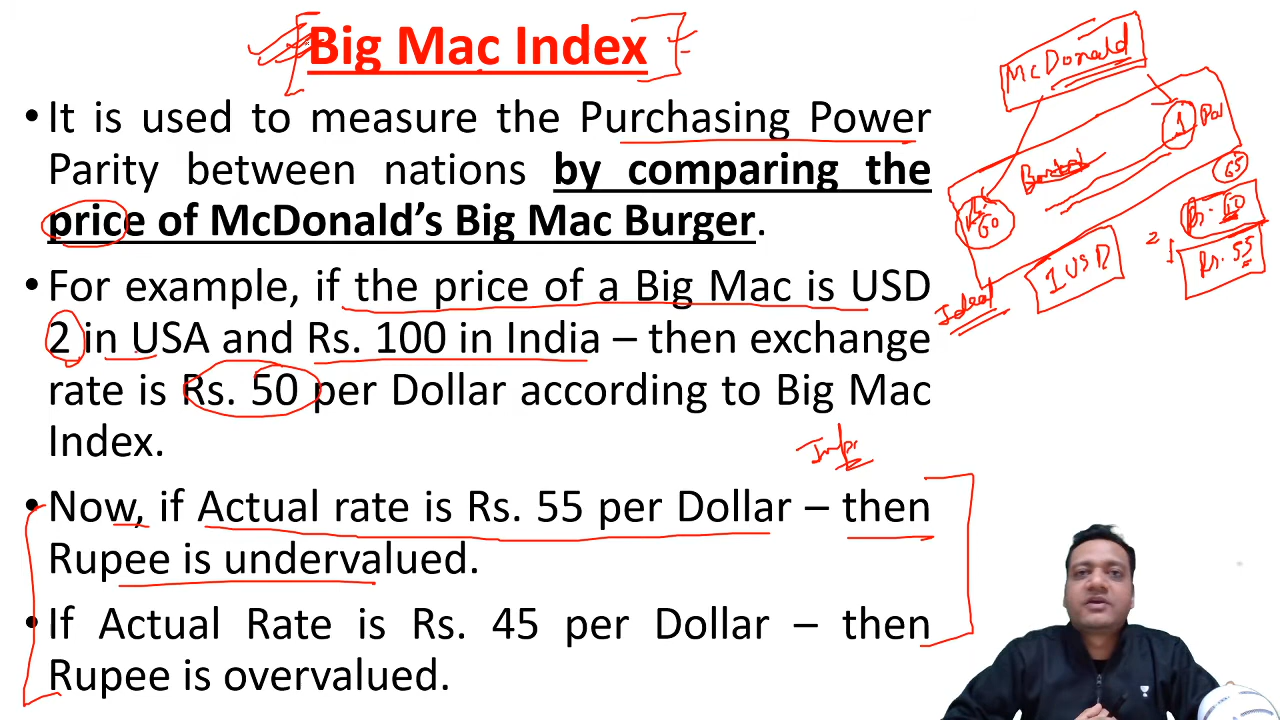 Big Mac Index
• It is used to measure the Purchasing Power
Parity between nations by comparing the
price of McDonald’s Big Mac Burger.
• For example, if the price of a Big Mac is USD
2 in USA and Rs. 100 in India – then exchange
rate is Rs. 50 per Dollar according to Big Mac
Index.
• Now, if Actual rate is Rs. 55 per Dollar – then
Rupee is undervalued.
• If Actual Rate is Rs. 45 per Dollar – then
Rupee is overvalued.
McDonald
1
65
60
Rs. 60
1 USD
Rs. 55
Ideal